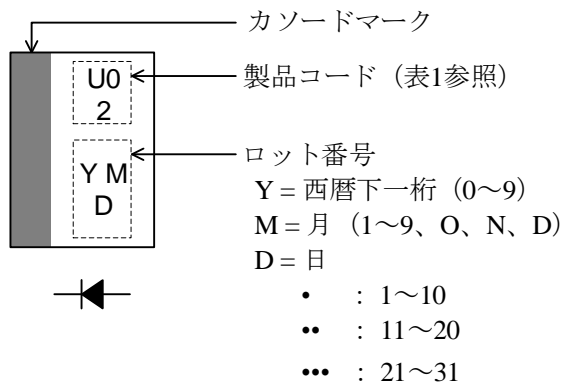 カソードマーク
U0
2
製品コード（表1参照）
Y M
D
ロット番号
Y = 西暦下一桁（0～9）
M = 月（1～9、O、N、D）
D = 日
• : 1～10
•• : 11～20
••• : 21～31